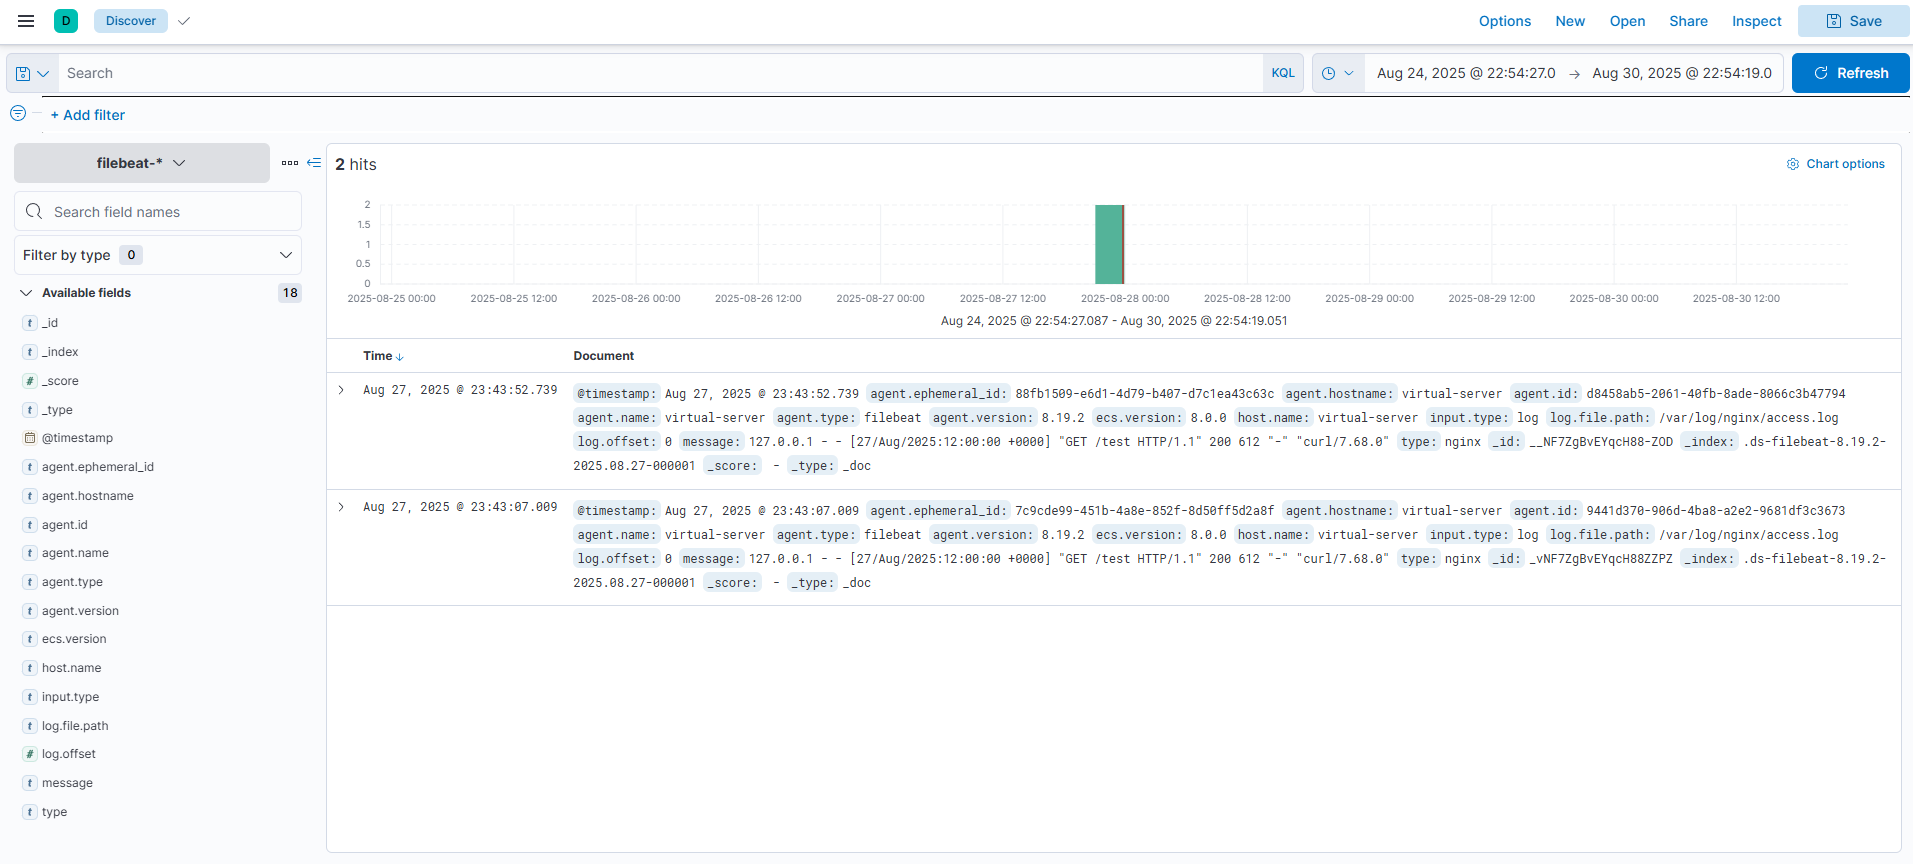 D Discover Options New Open Share Inspect Save
Search KQL Aug 24, 2025 @ 22:54:27.0 → Aug 30, 2025 @ 22:54:19.0 Refresh
+ Add filter
filebeat-*
Search field names
Filter by type 0
Available fields 18
t _id
t _index
# _score
t _type
@timestamp
t agent.ephemeral_id
t agent.hostname
t agent.id
t agent.name
t agent.type
t agent.version
t ecs.version
t host.name
t input.type
t log.file.path
# log.offset
t message
t type
2 hits Chart options
2
1.5
1
0.5
0
2025-08-25 00:00 2025-08-25 12:00 2025-08-26 00:00 2025-08-26 12:00 2025-08-27 00:00 2025-08-27 12:00 2025-08-28 00:00 2025-08-28 12:00 2025-08-29 00:00 2025-08-29 12:00 2025-08-30 00:00 2025-08-30 12:00
Aug 24, 2025 @ 22:54:27.087 - Aug 30, 2025 @ 22:54:19.051
Time ↓ Document
Aug 27, 2025 @ 23:43:52.739 @timestamp: Aug 27, 2025 @ 23:43:52.739 agent.ephemeral_id: 88fb1509-e6d1-4d79-b407-d7c1ea43c63c agent.hostname: virtual-server agent.id: d8458ab5-2061-40fb-8ade-8066c3b47794
agent.name: virtual-server agent.type: filebeat agent.version: 8.19.2 ecs.version: 8.0.0 host.name: virtual-server input.type: log log.file.path: /var/log/nginx/access.log
log.offset: 0 message: 127.0.0.1 - - [27/Aug/2025:12:00:00 +0000] "GET /test HTTP/1.1" 200 612 "-" "curl/7.68.0" type: nginx _id: __NF7ZgBvEYqcH88-ZOD _index: .ds-filebeat-8.19.2-
2025.08.27-000001 _score: - _type: _doc
Aug 27, 2025 @ 23:43:07.009 @timestamp: Aug 27, 2025 @ 23:43:07.009 agent.ephemeral_id: 7c9cde99-451b-4a8e-852f-8d50ff5d2a8f agent.hostname: virtual-server agent.id: 9441d370-906d-4ba8-a2e2-9681df3c3673
agent.name: virtual-server agent.type: filebeat agent.version: 8.19.2 ecs.version: 8.0.0 host.name: virtual-server input.type: log log.file.path: /var/log/nginx/access.log
log.offset: 0 message: 127.0.0.1 - - [27/Aug/2025:12:00:00 +0000] "GET /test HTTP/1.1" 200 612 "-" "curl/7.68.0" type: nginx _id: _vNF7ZgBvEYqcH88ZZPZ _index: .ds-filebeat-8.19.2-
2025.08.27-000001 _score: - _type: _doc